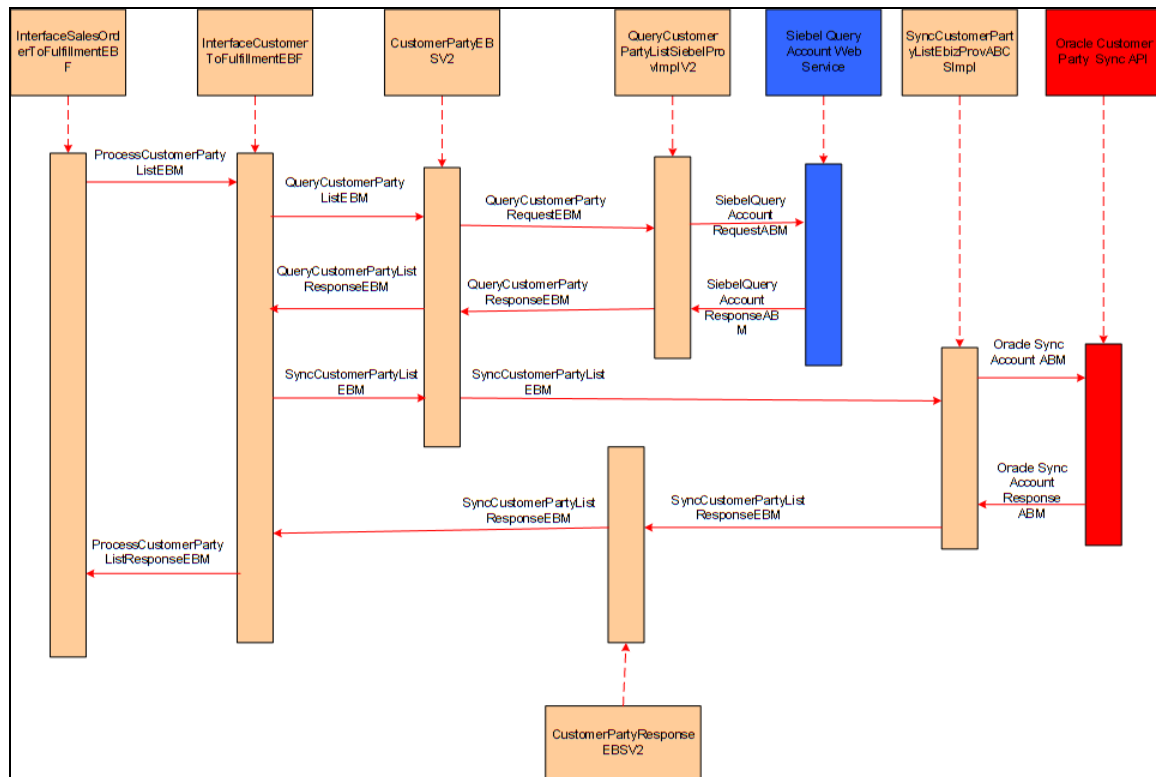 InterfaceSalesOrd
erToFulfillmentEB
F
InterfaceCustomer
ToFulfillmentEBF
CustomerPartyEB
SV2
QueryCustomer
PartyListSiebelPro
vImplV2
Siebel Query
Account Web
Service
SyncCustomerPart
yListEbizProvABC
SImpl
Oracle Customer
Party Sync API
ProcessCustomerParty
ListEBM
QueryCustomerParty
ListEBM
QueryCustomerParty
RequestEBM
SiebelQuery
Account
RequestABM
QueryCustomerPartyList
ResponseEBM
QueryCustomerParty
ResponseEBM
SiebelQuery
Account
ResponseAB
M
Oracle Sync
Account ABM
SyncCustomerPartyList
EBM
SyncCustomerPartyList
EBM
Oracle Sync
Account
Response
ABM
SyncCustomerPartyList
ResponseEBM
SyncCustomerPartyList
ResponseEBM
ProcessCustomerParty
ListResponseEBM
CustomerPartyResponse
EBSV2